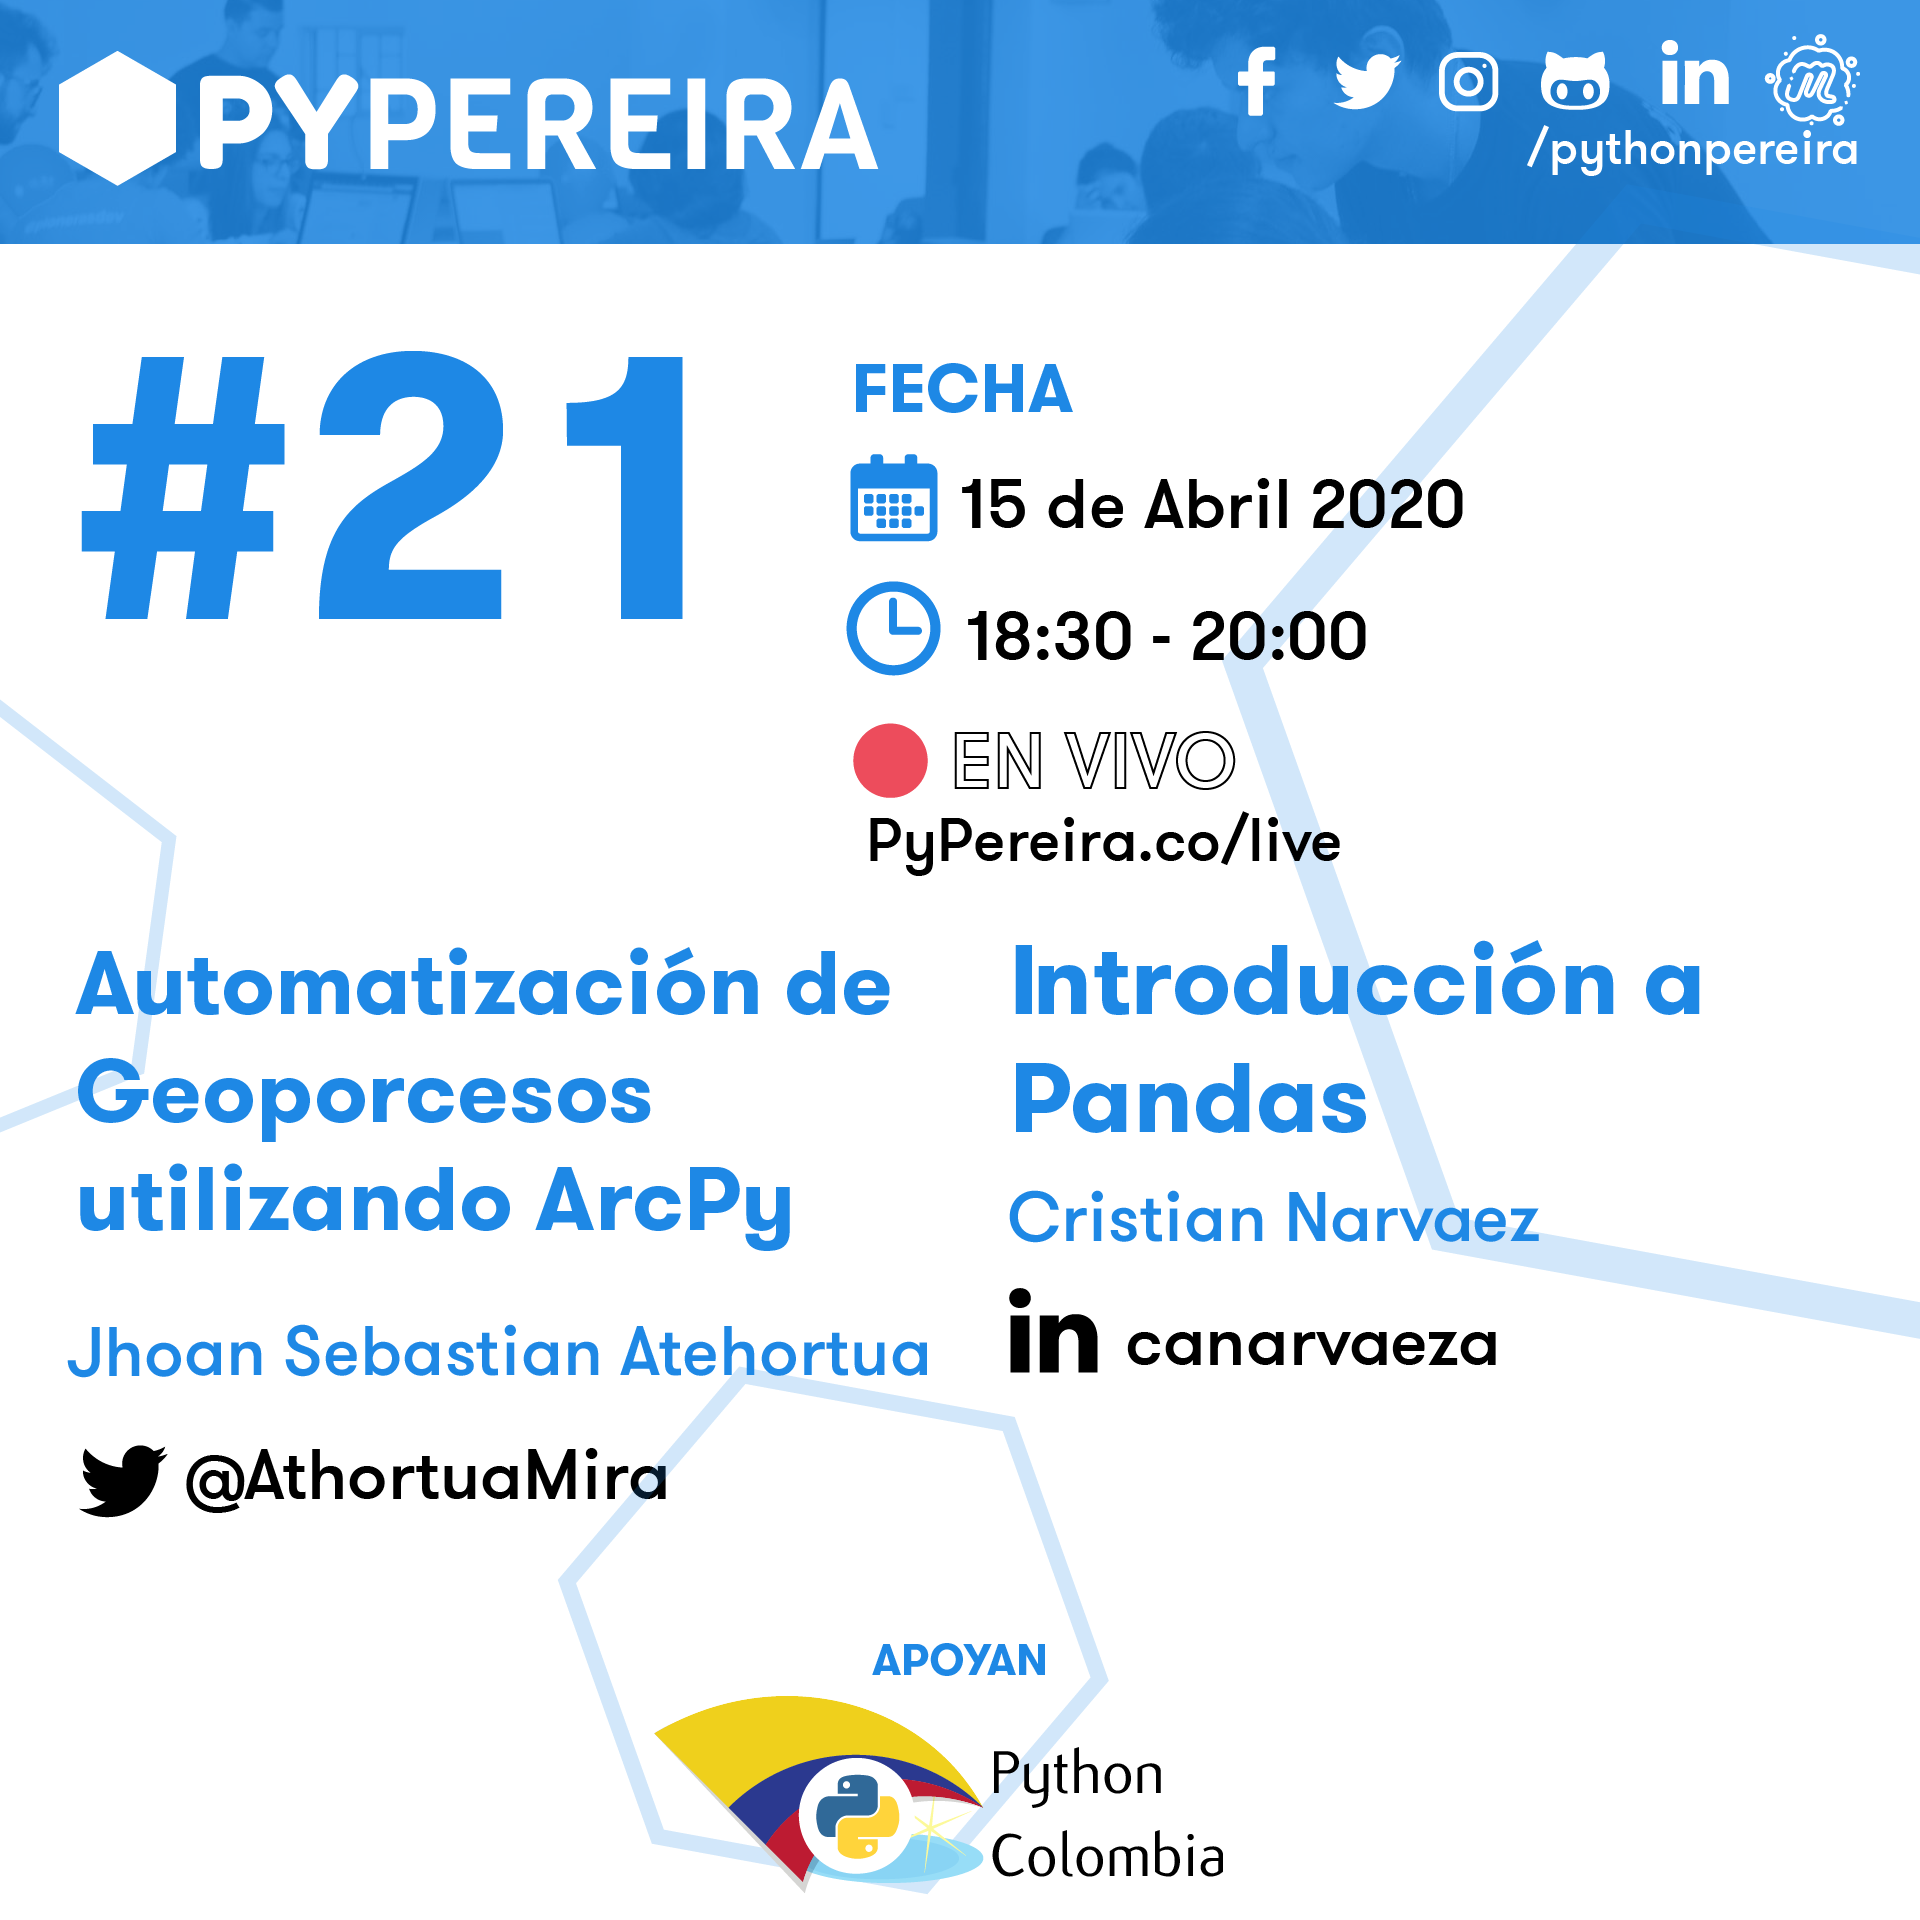 PYPEREIRA
/pythonpereira
#21
FECHA
15 de Abril 2020
18:30 - 20:00
EN VIVO
PyPereira.co/live
Automatización de
Geoporcesos
utilizando ArcPy
Jhoan Sebastian Atehortua
@AthortuaMira
Introducción a
Pandas
Cristian Narvaez
in canarvaeza
APOYAN
Python
Colombia